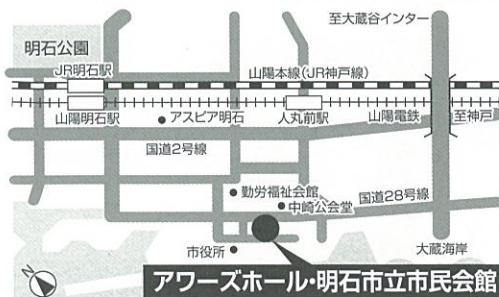 至大蔵谷インター
明石公園
JR明石駅
山陽本線(JR神戸線)
山陽明石駅
アスピア明石
人丸前駅
山陽電鉄
至神戸
国道2号線
勤労福祉会館
中崎公会堂
国道28号線
市役所
大蔵海岸
N
アワーズホール・明石市立市民会館